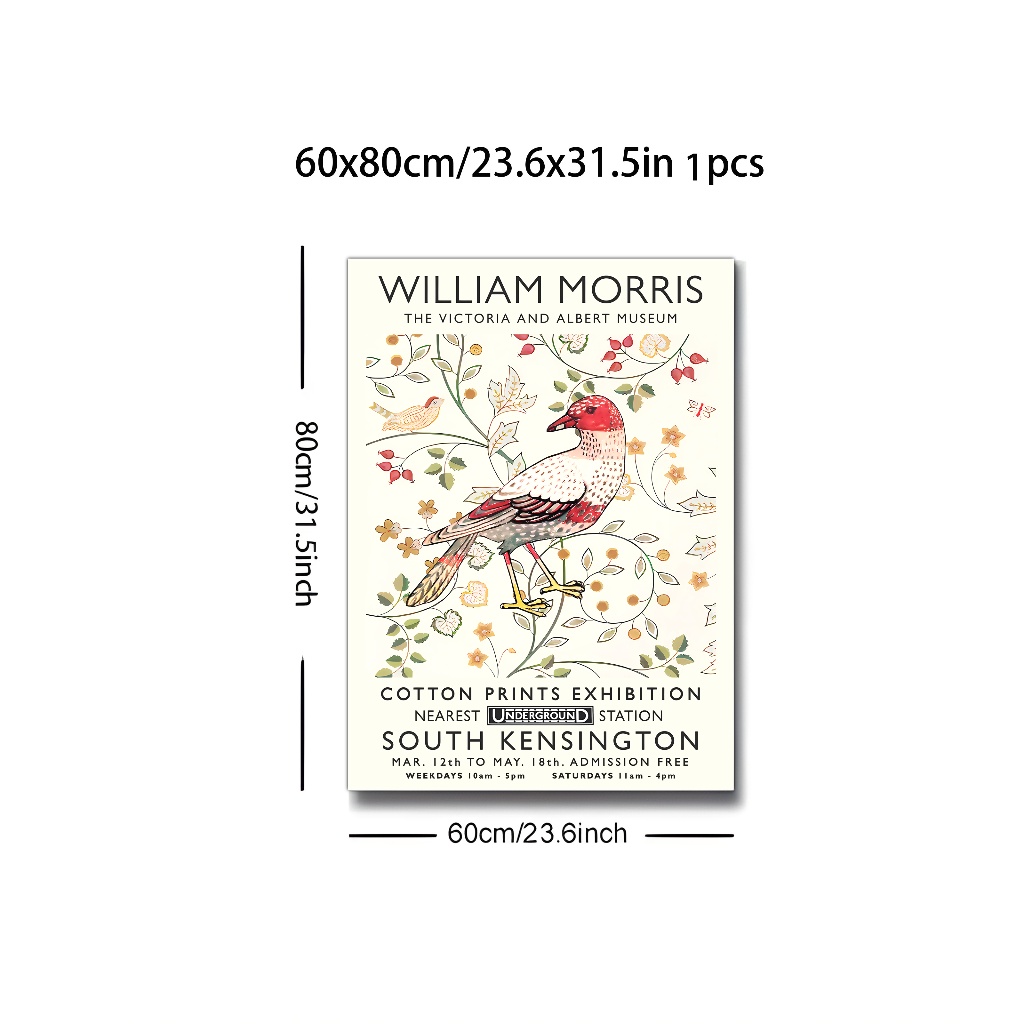 60x80cm/23.6x31.5in 1pcs
80cm/31.5inch
WILLIAM MORRIS
THE VICTORIA AND ALBERT MUSEUM
COTTON PRINTS EXHIBITION
NEAREST UNDERGROUND STATION
SOUTH KENSINGTON
MAR. 12th TO MAY. 18th. ADMISSION FREE
WEEKDAYS 10am - 5pm SATURDAYS 11am - 4pm
60cm/23.6inch